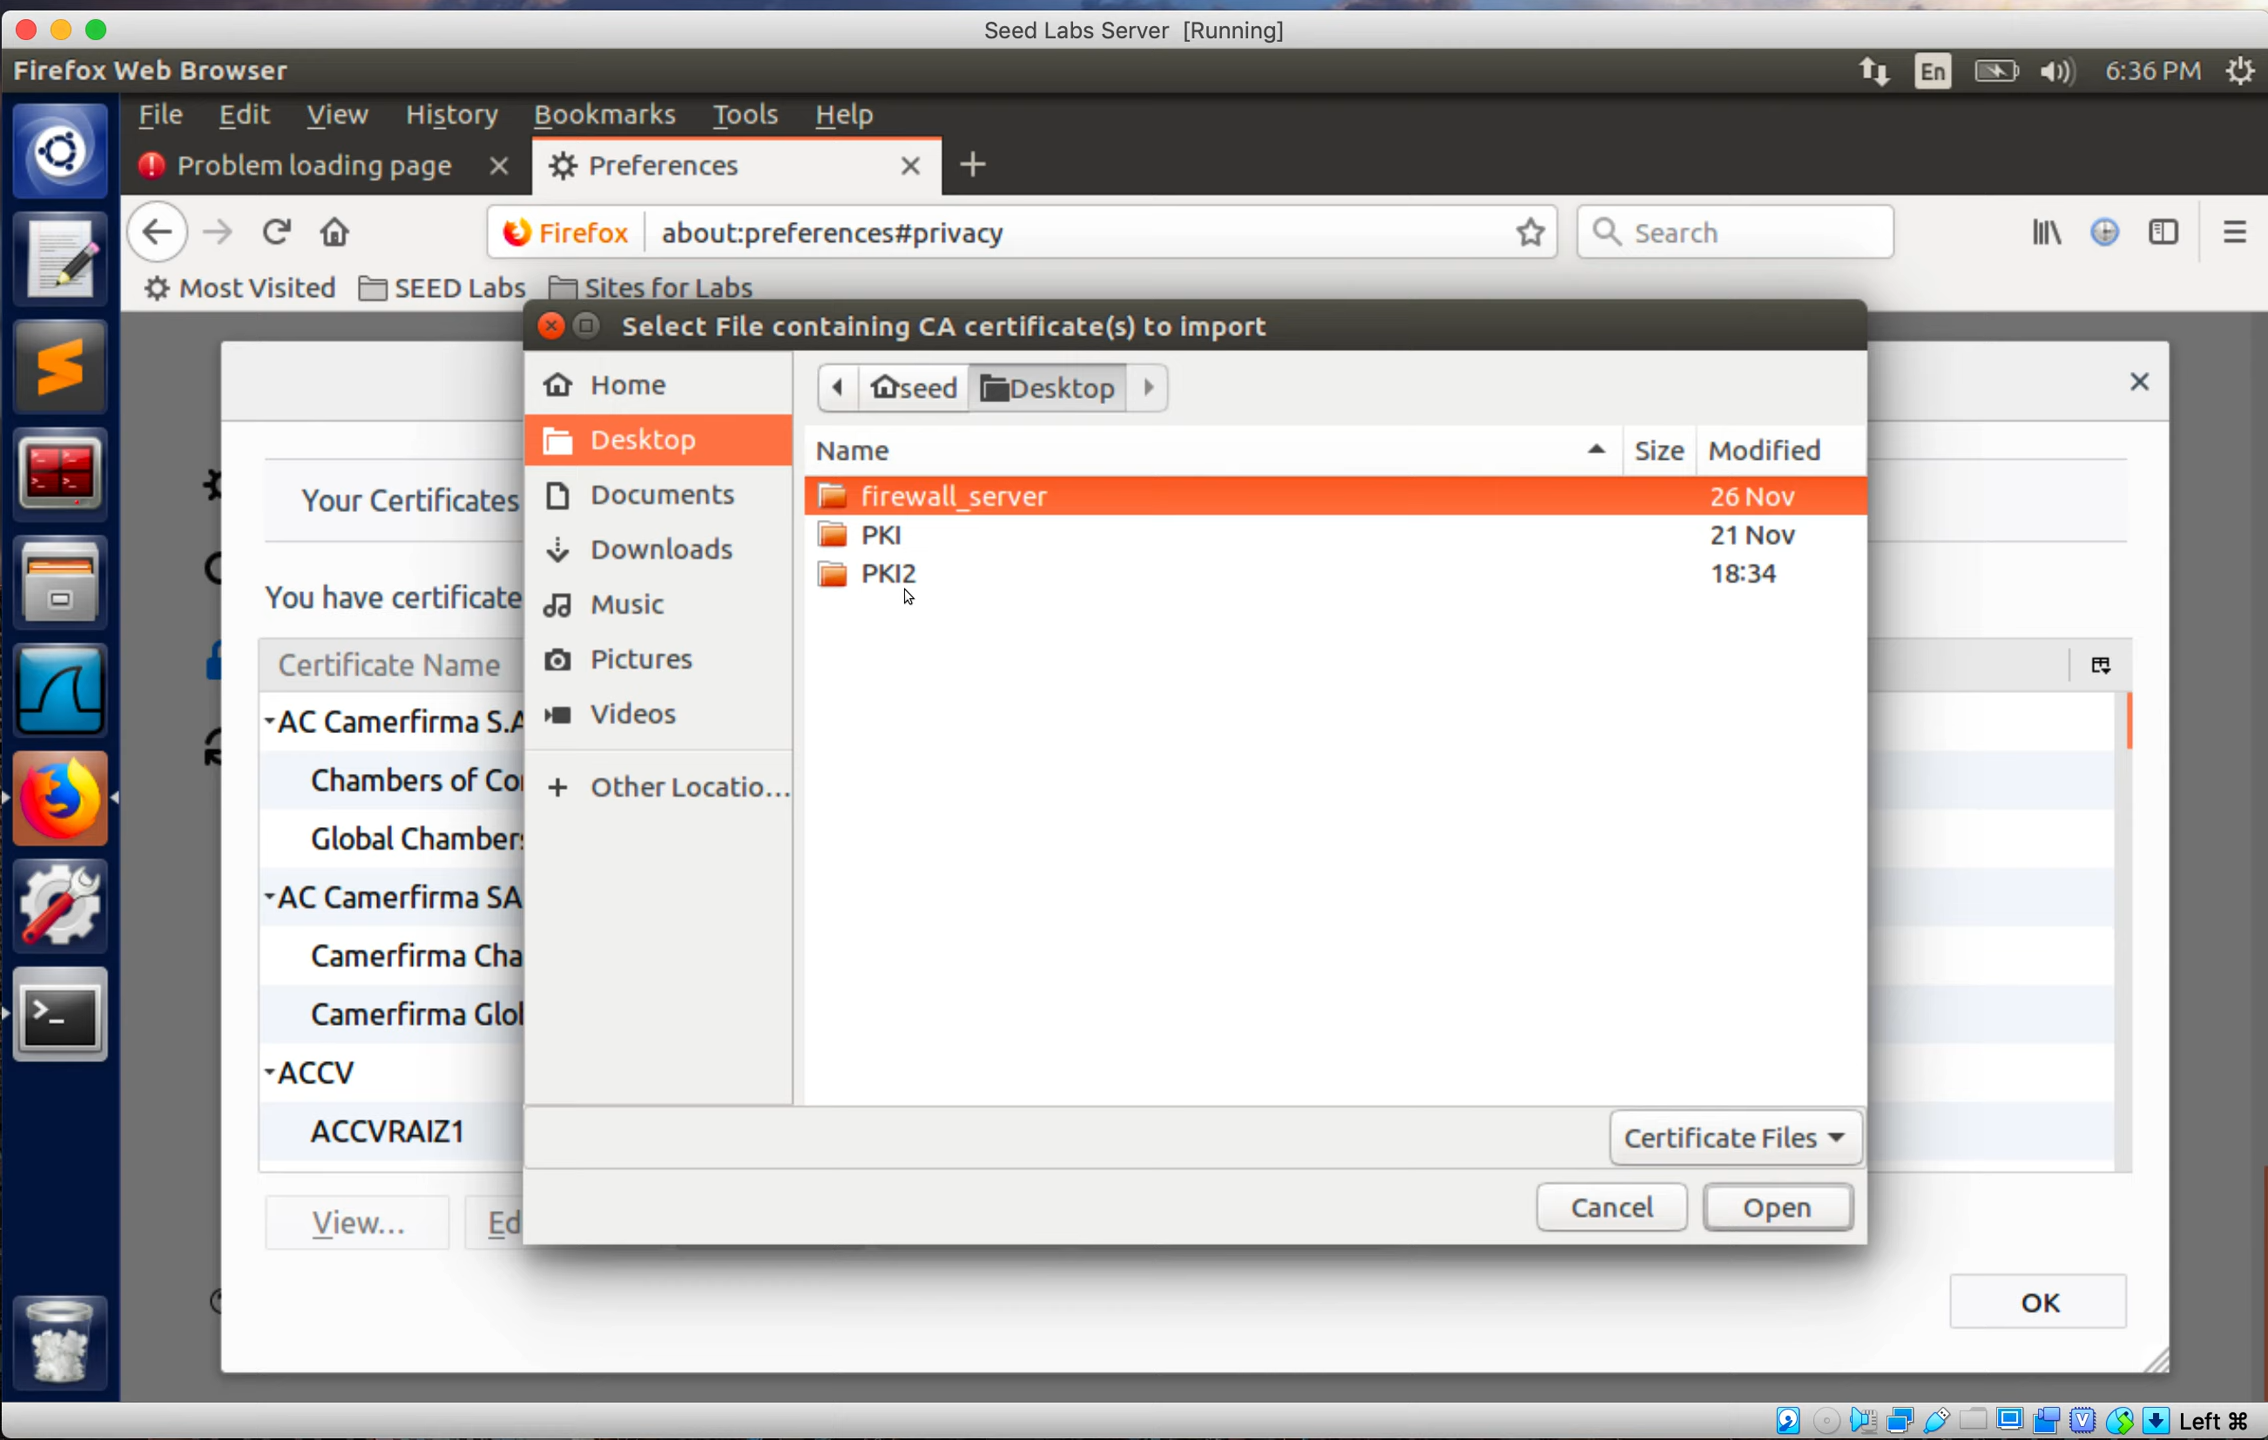 Seed Labs Server [Running]
Firefox Web Browser
En
6:36 PM
File Edit View History Bookmarks Tools Help
Problem loading page
Preferences
Firefox
about:preferences#privacy
Search
Most Visited
SEED Labs
Sites for Labs
Select File containing CA certificate(s) to import
Home
Desktop
Documents
Downloads
Music
Pictures
Videos
Other Locatio...
seed
Desktop
Name Size Modified
firewall_server 26 Nov
PKI 21 Nov
PKI2 18:34
Certificate Files
Cancel
Open
Your Certificates
You have certificate
Certificate Name
AC Camerfirma S.A
Chambers of Co
Global Chambers
AC Camerfirma SA
Camerfirma Cha
Camerfirma Glo
ACCV
ACCVRAIZ1
View...
Ed
OK
Left ⌘